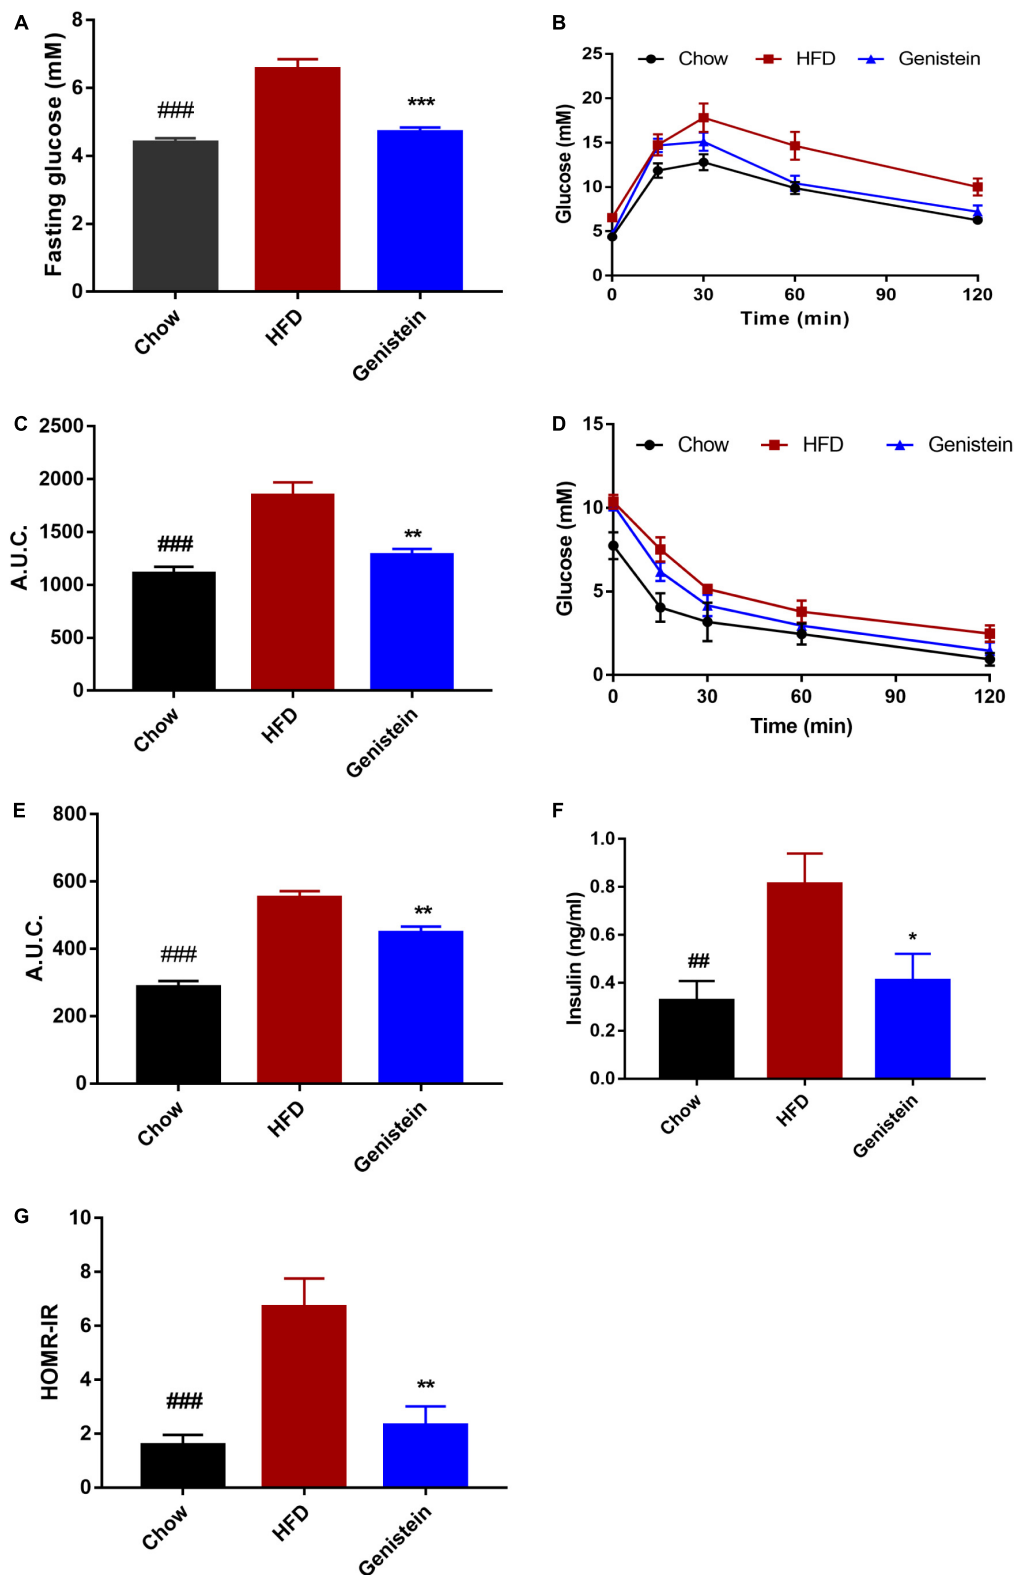 A
Fasting glucose (mM)
8
6
4
2
0
###
***
Chow
HFD
Genistein
B
Glucose (mM)
25
20
15
10
5
0
Chow HFD Genistein
0 30 60 90 120
Time (min)
C
A.U.C.
2500
2000
1500
1000
500
0
###
**
Chow
HFD
Genistein
D
Glucose (mM)
15
10
5
0
Chow HFD Genistein
0 30 60 90 120
Time (min)
E
A.U.C.
800
600
400
200
0
###
**
Chow
HFD
Genistein
F
Insulin (ng/ml)
1.0
0.8
0.6
0.4
0.2
0.0
##
*
Chow
HFD
Genistein
G
HOMR-IR
10
8
6
4
2
0
###
**
Chow
HFD
Genistein